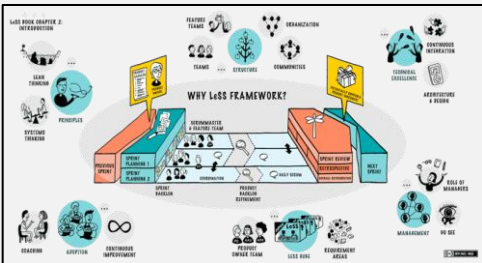 LeSS BOOK CHAPTER 2:
INTRODUCTION
LEAN
THINKING
PRINCIPLES
SYSTEMS
THINKING
FEATURE
TEAMS
ORGANIZATION
TEAMS
STRUCTURE
COMMUNITIES
CONTINUOUS
INTEGRATION
TECHNICAL
EXCELLENCE
ARCHITECTURE
& DESIGN
WHY LeSS FRAMEWORK?
SCRUMMASTER
& FEATURE TEAM
PREVIOUS
SPRINT
SPRINT
PLANNING 1
SPRINT
PLANNING 2
SPRINT
BACKLOG
COORDINATION
PRODUCT
BACKLOG
REFINEMENT
DAILY SCRUM
SPRINT REVIEW
RETROSPECTIVE
OVERALL RETROSPECTIVE
NEXT
SPRINT
COACHING
ADOPTION
CONTINUOUS
IMPROVEMENT
PRODUCT
OWNER TEAM
LESS HUGE
REQUIREMENT
AREAS
ROLE OF
MANAGERS
MANAGEMENT
GO SEE